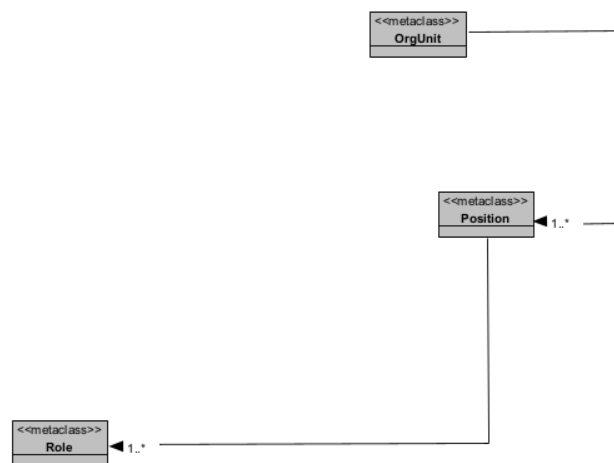 <<metaclass>>
OrgUnit
<<metaclass>>
Position
1..*
<<metaclass>>
Role
1..*